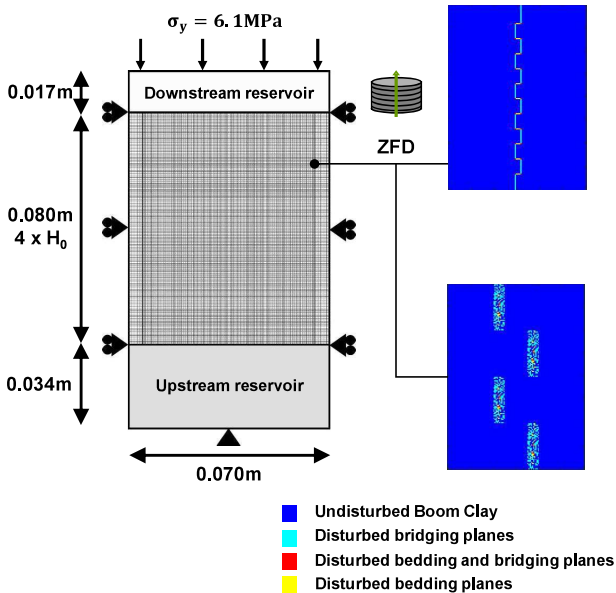 σy = 6.1MPa
0.017m
Downstream reservoir
ZFD
0.080m
4 x H₀
0.034m
Upstream reservoir
0.070m
Undisturbed Boom Clay
Disturbed bridging planes
Disturbed bedding and bridging planes
Disturbed bedding planes